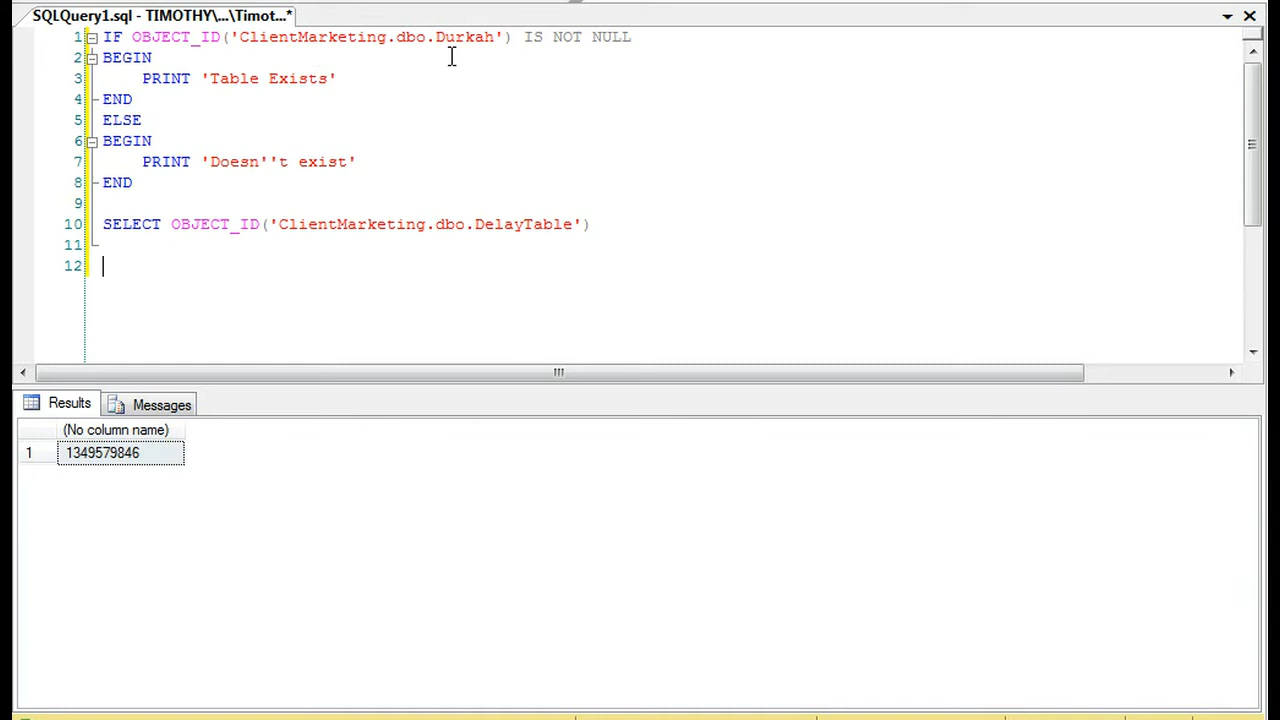 SQLQuery1.sql - TIMOTHY\...\Timot...*
1 IF OBJECT_ID('ClientMarketing.dbo.Durkah') IS NOT NULL
2 BEGIN
3 PRINT 'Table Exists'
4 END
5 ELSE
6 BEGIN
7 PRINT 'Doesn''t exist'
8 END
9
10 SELECT OBJECT_ID('ClientMarketing.dbo.DelayTable')
11
12
Results Messages
(No column name)
1 1349579846